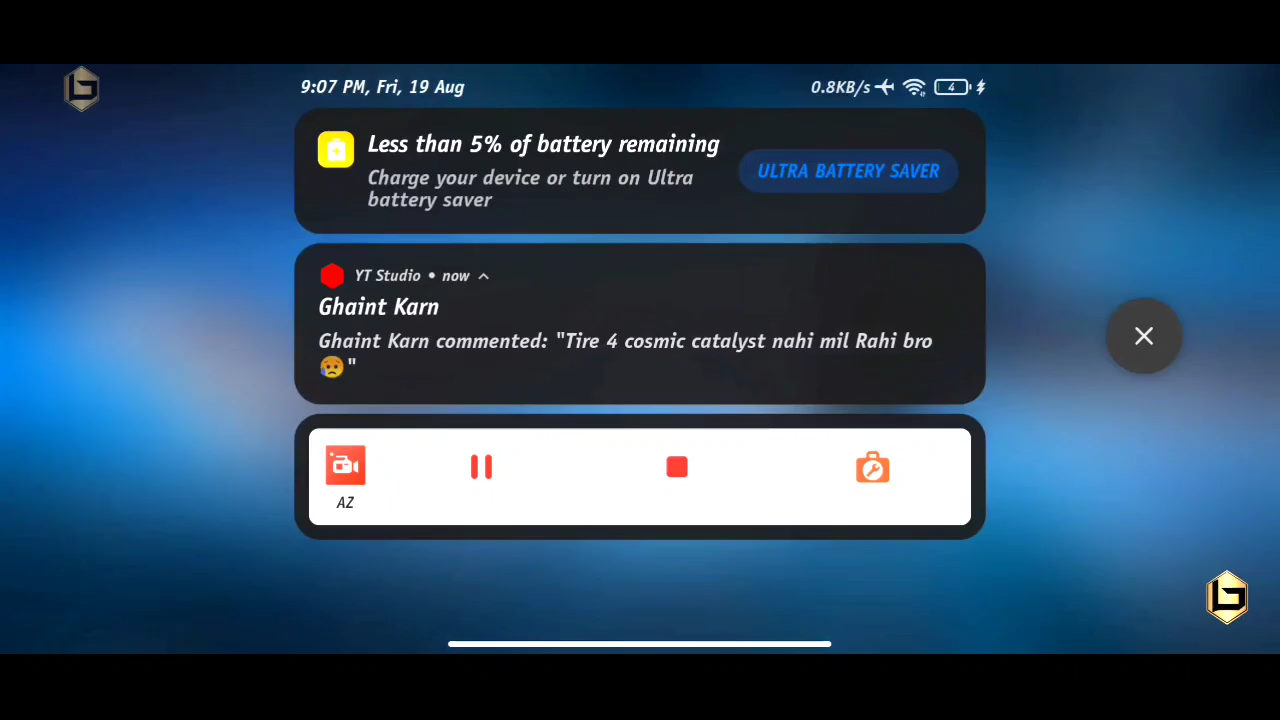 9:07 PM, Fri, 19 Aug
0.8KB/s
4
Less than 5% of battery remaining
Charge your device or turn on Ultra
battery saver
ULTRA BATTERY SAVER
YT Studio • now
Ghaint Karn
Ghaint Karn commented: "Tire 4 cosmic catalyst nahi mil Rahi bro
😥"
AZ